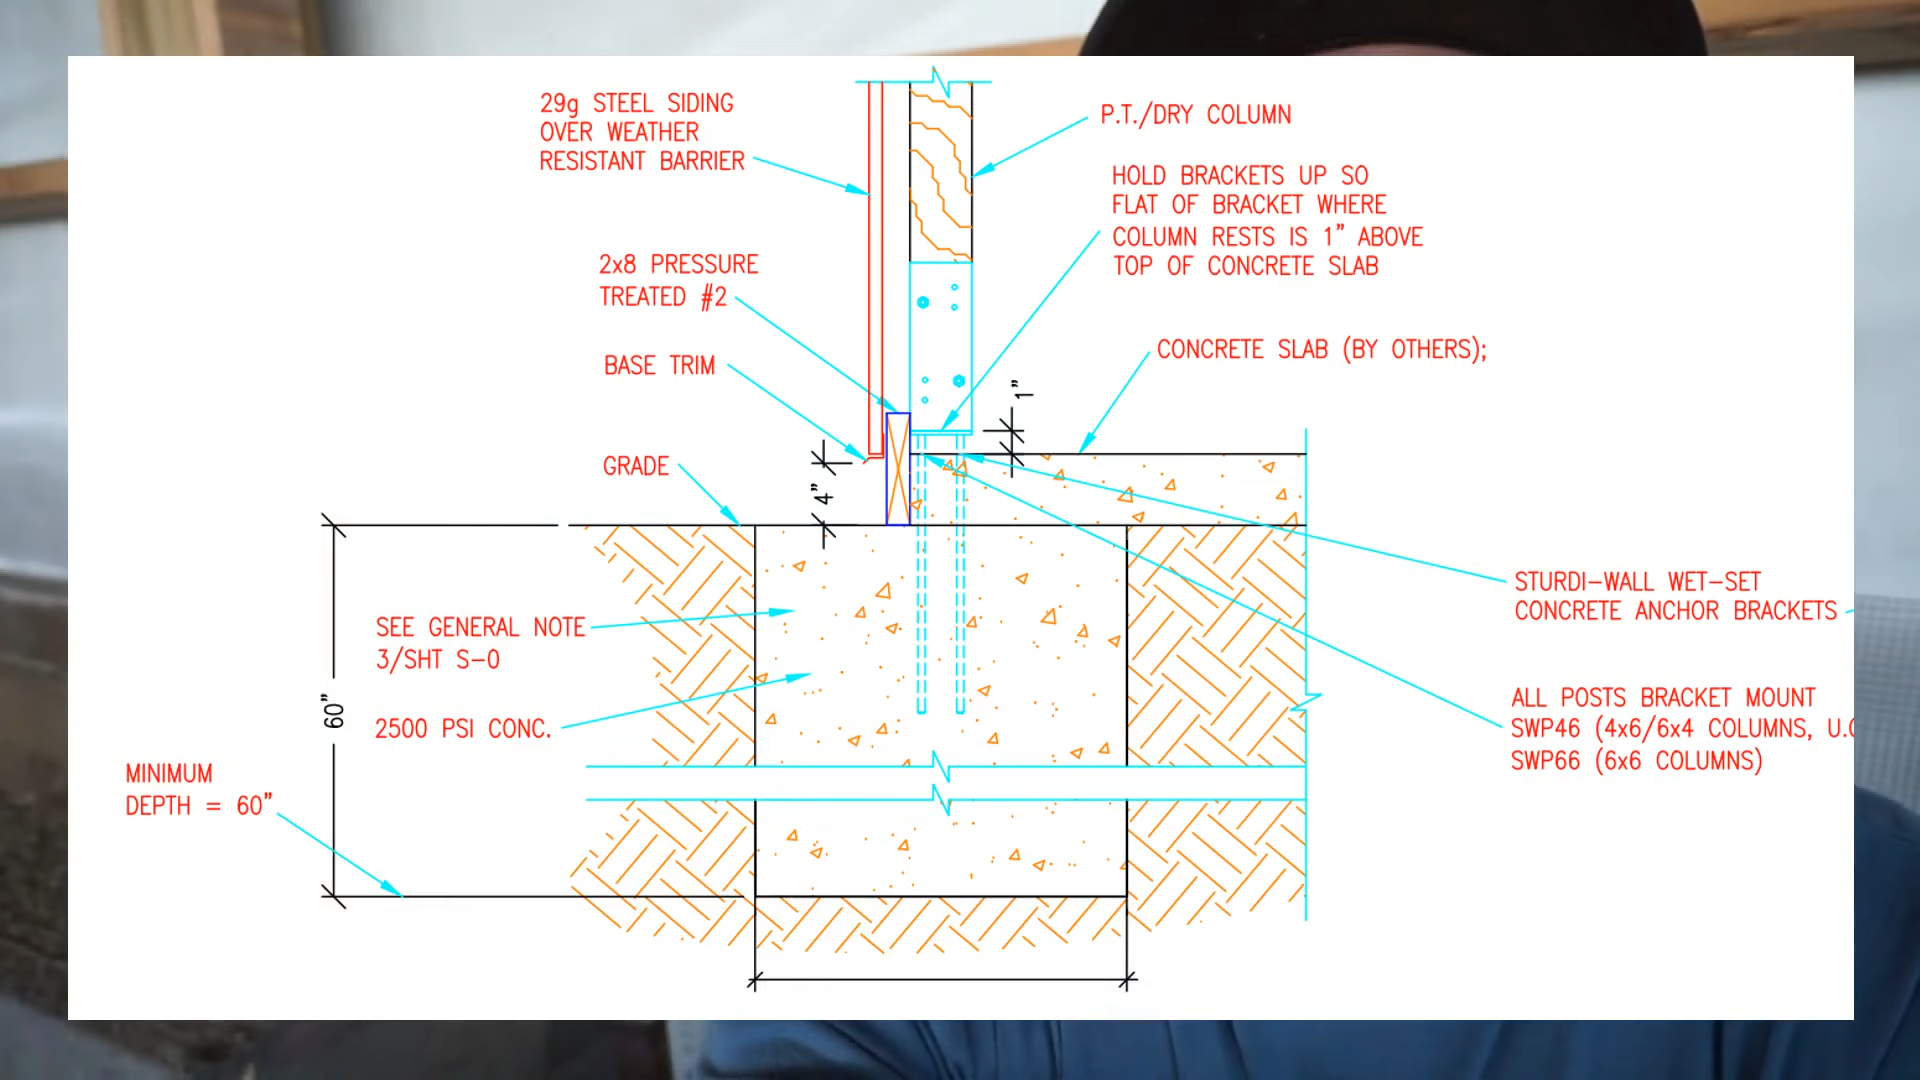 29g STEEL SIDING
OVER WEATHER
RESISTANT BARRIER
P.T./DRY COLUMN
HOLD BRACKETS UP SO
FLAT OF BRACKET WHERE
COLUMN RESTS IS 1" ABOVE
TOP OF CONCRETE SLAB
2x8 PRESSURE
TREATED #2
BASE TRIM
CONCRETE SLAB (BY OTHERS);
1"
GRADE
4"
STURDI-WALL WET-SET
CONCRETE ANCHOR BRACKETS
SEE GENERAL NOTE
3/SHT S-0
60"
2500 PSI CONC.
ALL POSTS BRACKET MOUNT
SWP46 (4x6/6x4 COLUMNS,
SWP66 (6x6 COLUMNS)
MINIMUM
DEPTH = 60"